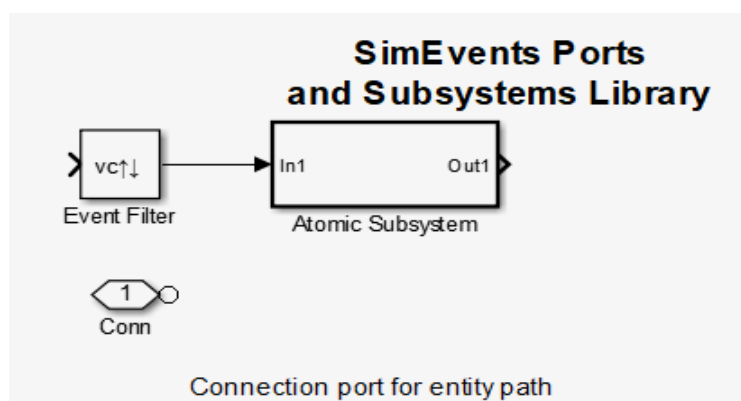 SimEvents Ports
and Subsystems Library
vc↑↓
In1
Out1
Event Filter
Atomic Subsystem
1
Conn
Connection port for entity path